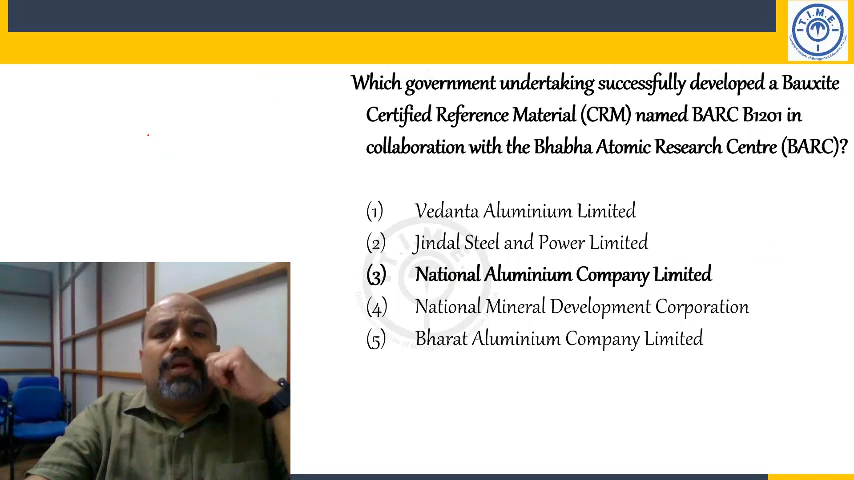 T.I.M.E.
Which government undertaking successfully developed a Bauxite
Certified Reference Material (CRM) named BARC B1201 in
collaboration with the Bhabha Atomic Research Centre (BARC)?
(1) Vedanta Aluminium Limited
(2) Jindal Steel and Power Limited
(3) National Aluminium Company Limited
(4) National Mineral Development Corporation
(5) Bharat Aluminium Company Limited